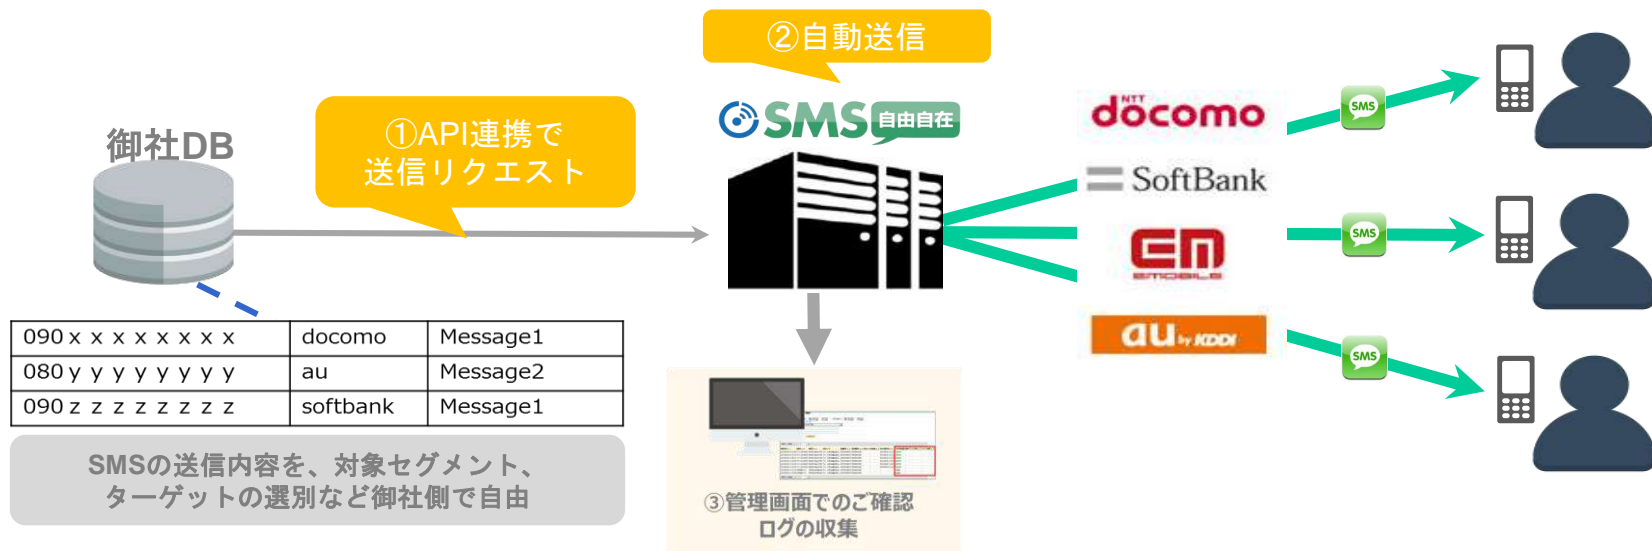 ②自動送信
御社DB
①API連携で
送信リクエスト
SMS 自由自在
NTT
docomo
SoftBank
EM
EMOBILE
au by KDDI
SMS
SMS
SMS
090ｘｘｘｘｘｘｘｘ docomo Message1
080ｙｙｙｙｙｙｙｙ au Message2
090ｚｚｚｚｚｚｚｚ softbank Message1
SMSの送信内容を、対象セグメント、
ターゲットの選別など御社側で自由
③管理画面でのご確認
ログの収集